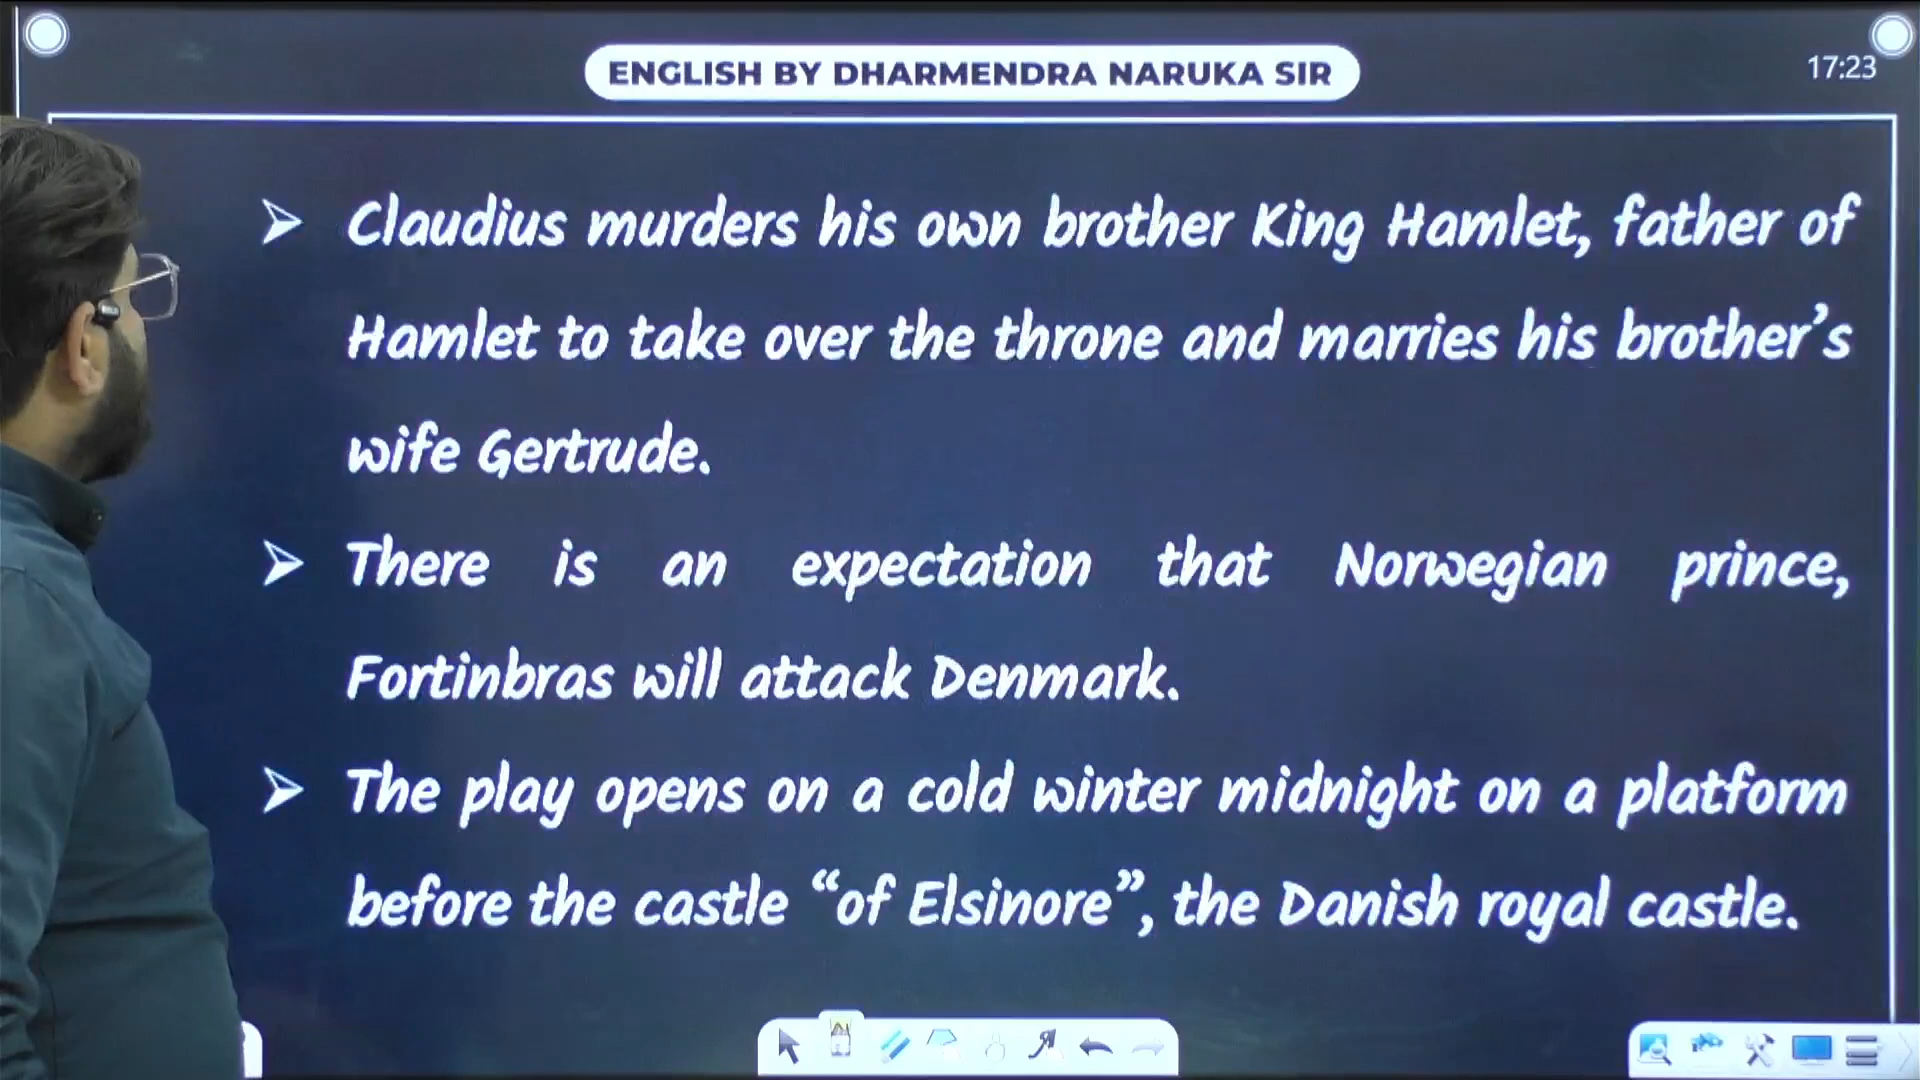 ENGLISH BY DHARMENDRA NARUKA SIR
17:23
➢ Claudius murders his own brother King Hamlet, father of
Hamlet to take over the throne and marries his brother’s
wife Gertrude.
➢ There is an expectation that Norwegian prince,
Fortinbras will attack Denmark.
➢ The play opens on a cold winter midnight on a platform
before the castle “of Elsinore”, the Danish royal castle.